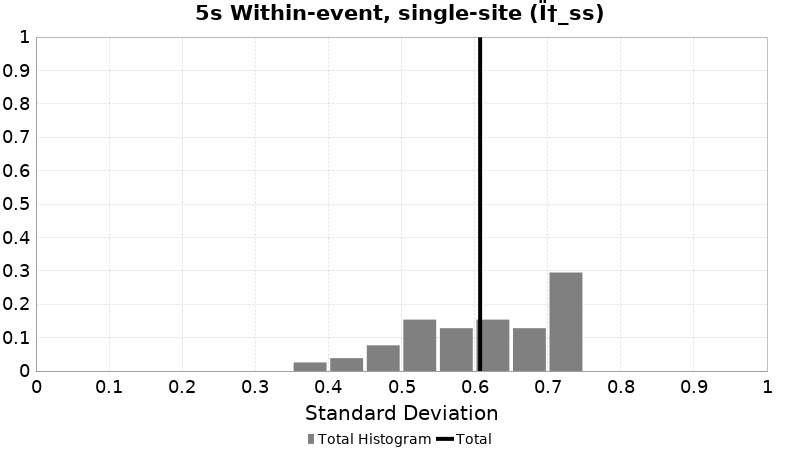 5s Within-event, single-site (Ï†_ss)
1
0.9
0.8
0.7
0.6
0.5
0.4
0.3
0.2
0.1
0
0 0.1 0.2 0.3 0.4 0.5 0.6 0.7 0.8 0.9 1
Standard Deviation
Total Histogram Total